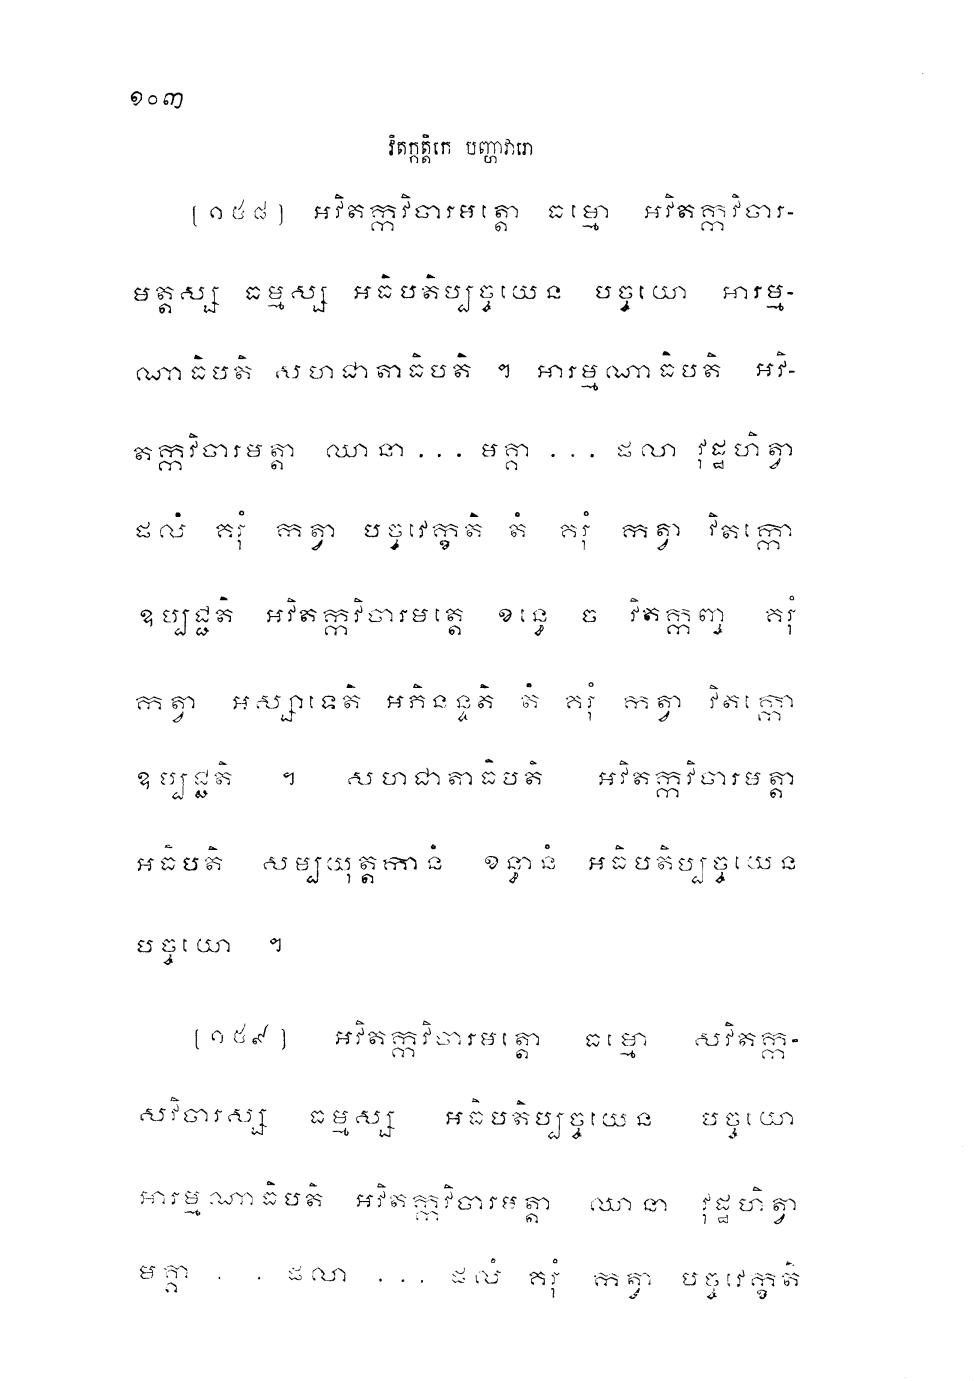 ១០៣
វិតក្កត្តិកេ បញ្ហាវារោ
[១៥៨] អវិតក្កវិចារមត្តោ ធម្មោ អវិតក្កវិចារ-
មត្តស្ស ធម្មស្ស អធិបតិប្បច្ចយេន បច្ចយោ អារម្ម-
ណាធិបតិ សហជាតាធិបតិ ។ អារម្មណាធិបតិ អវិ-
តក្កវិចារមត្តា ឈានា ... មគ្គា ... ផលា វុដ្ឋហិត្វា
ផលំ គរុំ កត្វា បច្ចវេក្ខតិ តំ គរុំ កត្វា វិតក្កោ
ឧប្បជ្ជតិ អវិតក្កវិចារមត្តេ ខន្ធេ ច វិតក្កញ្ច គរុំ
កត្វា អស្សាទេតិ អភិនន្ទតិ តំ គរុំ កត្វា វិតក្កោ
ឧប្បជ្ជតិ ។ សហជាតាធិបតិ អវិតក្កវិចារមត្តា
អធិបតិ សម្បយុត្តកានំ ខន្ធានំ អធិបតិប្បច្ចយេន
បច្ចយោ ។
[១៥៩] អវិតក្កវិចារមត្តោ ធម្មោ សវិតក្ក-
សវិចារស្ស ធម្មស្ស អធិបតិប្បច្ចយេន បច្ចយោ
អារម្មណាធិបតិ អវិតក្កវិចារមត្តា ឈានា វុដ្ឋហិត្វា
មគ្គា . . ផលា ... ផលំ គរុំ កត្វា បច្ចវេក្ខតិ